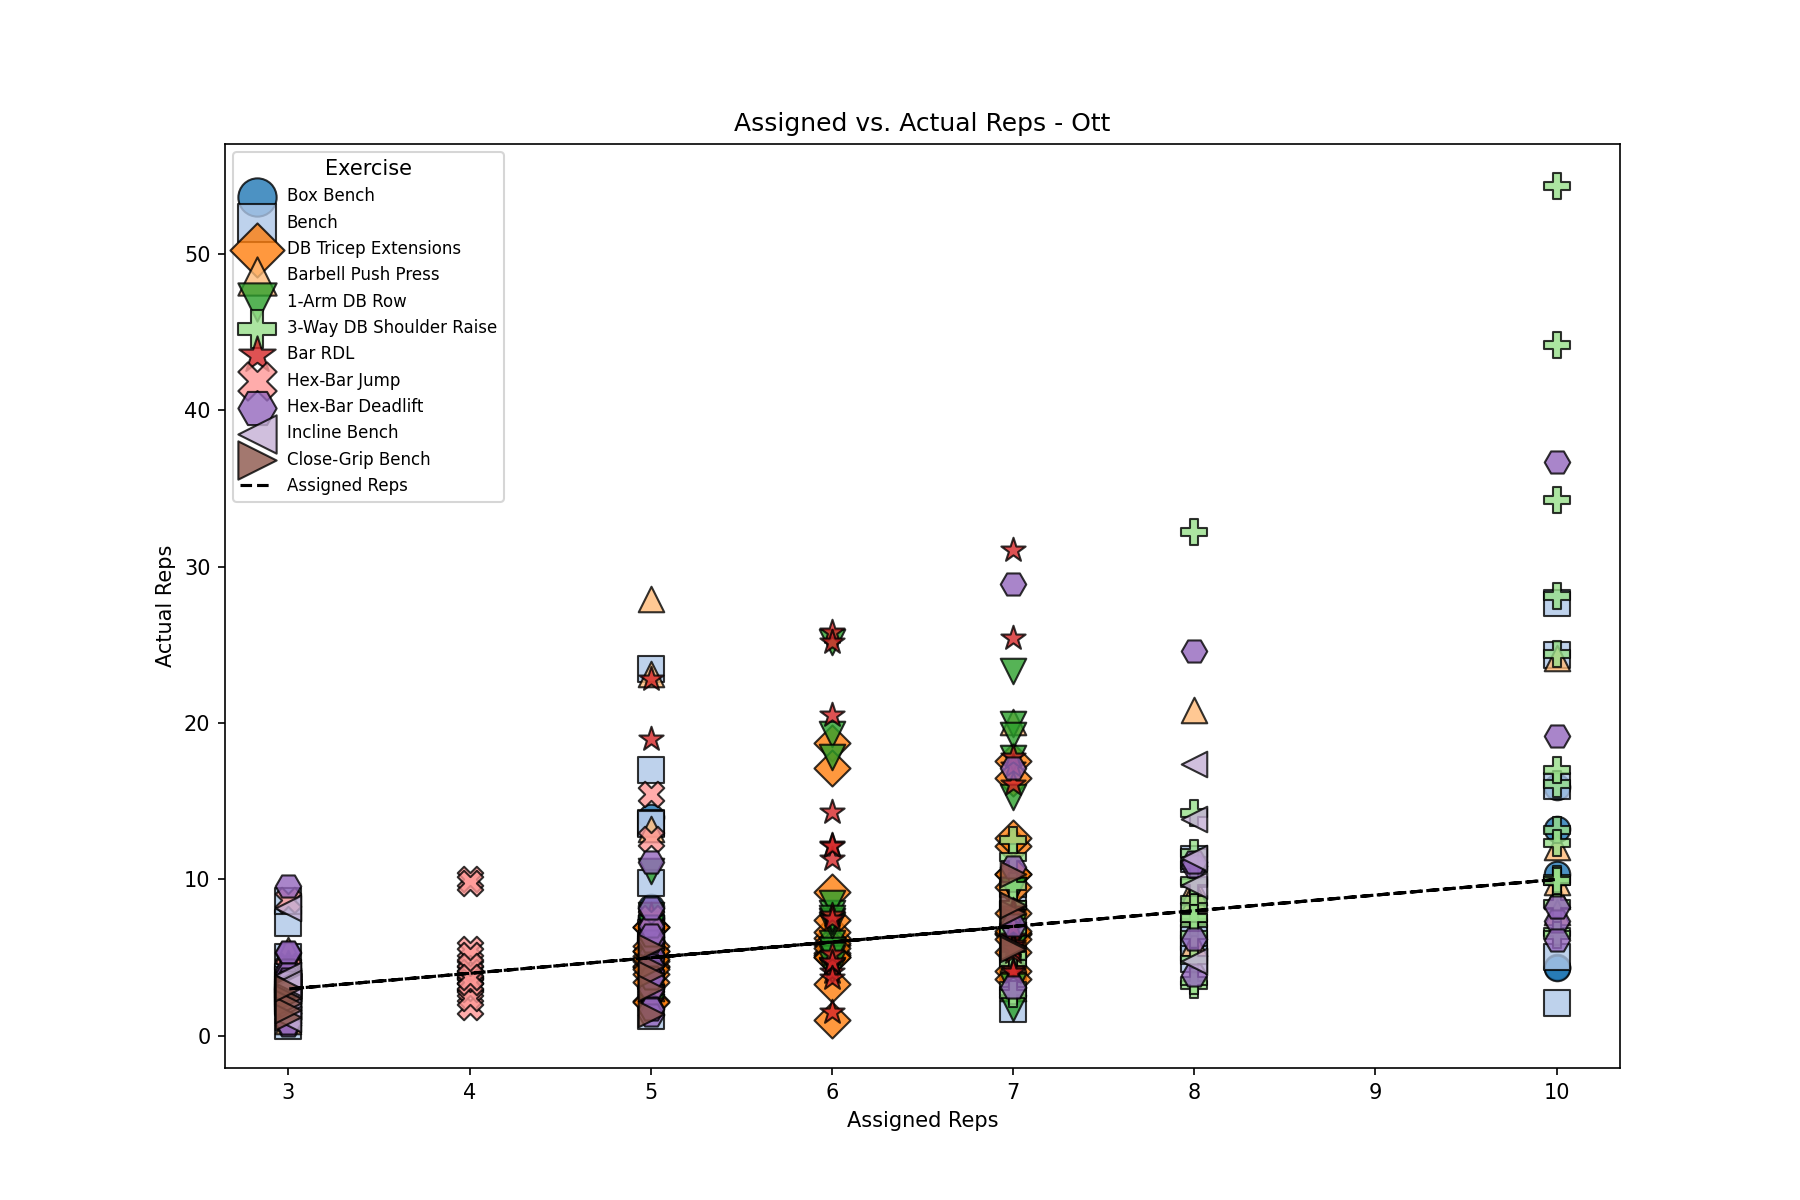 Assigned vs. Actual Reps - Ott
Exercise
Box Bench
Bench
DB Tricep Extensions
Barbell Push Press
1-Arm DB Row
3-Way DB Shoulder Raise
Bar RDL
Hex-Bar Jump
Hex-Bar Deadlift
Incline Bench
Close-Grip Bench
Assigned Reps
Actual Reps
50
40
30
20
10
0
3 4 5 6 7 8 9 10
Assigned Reps